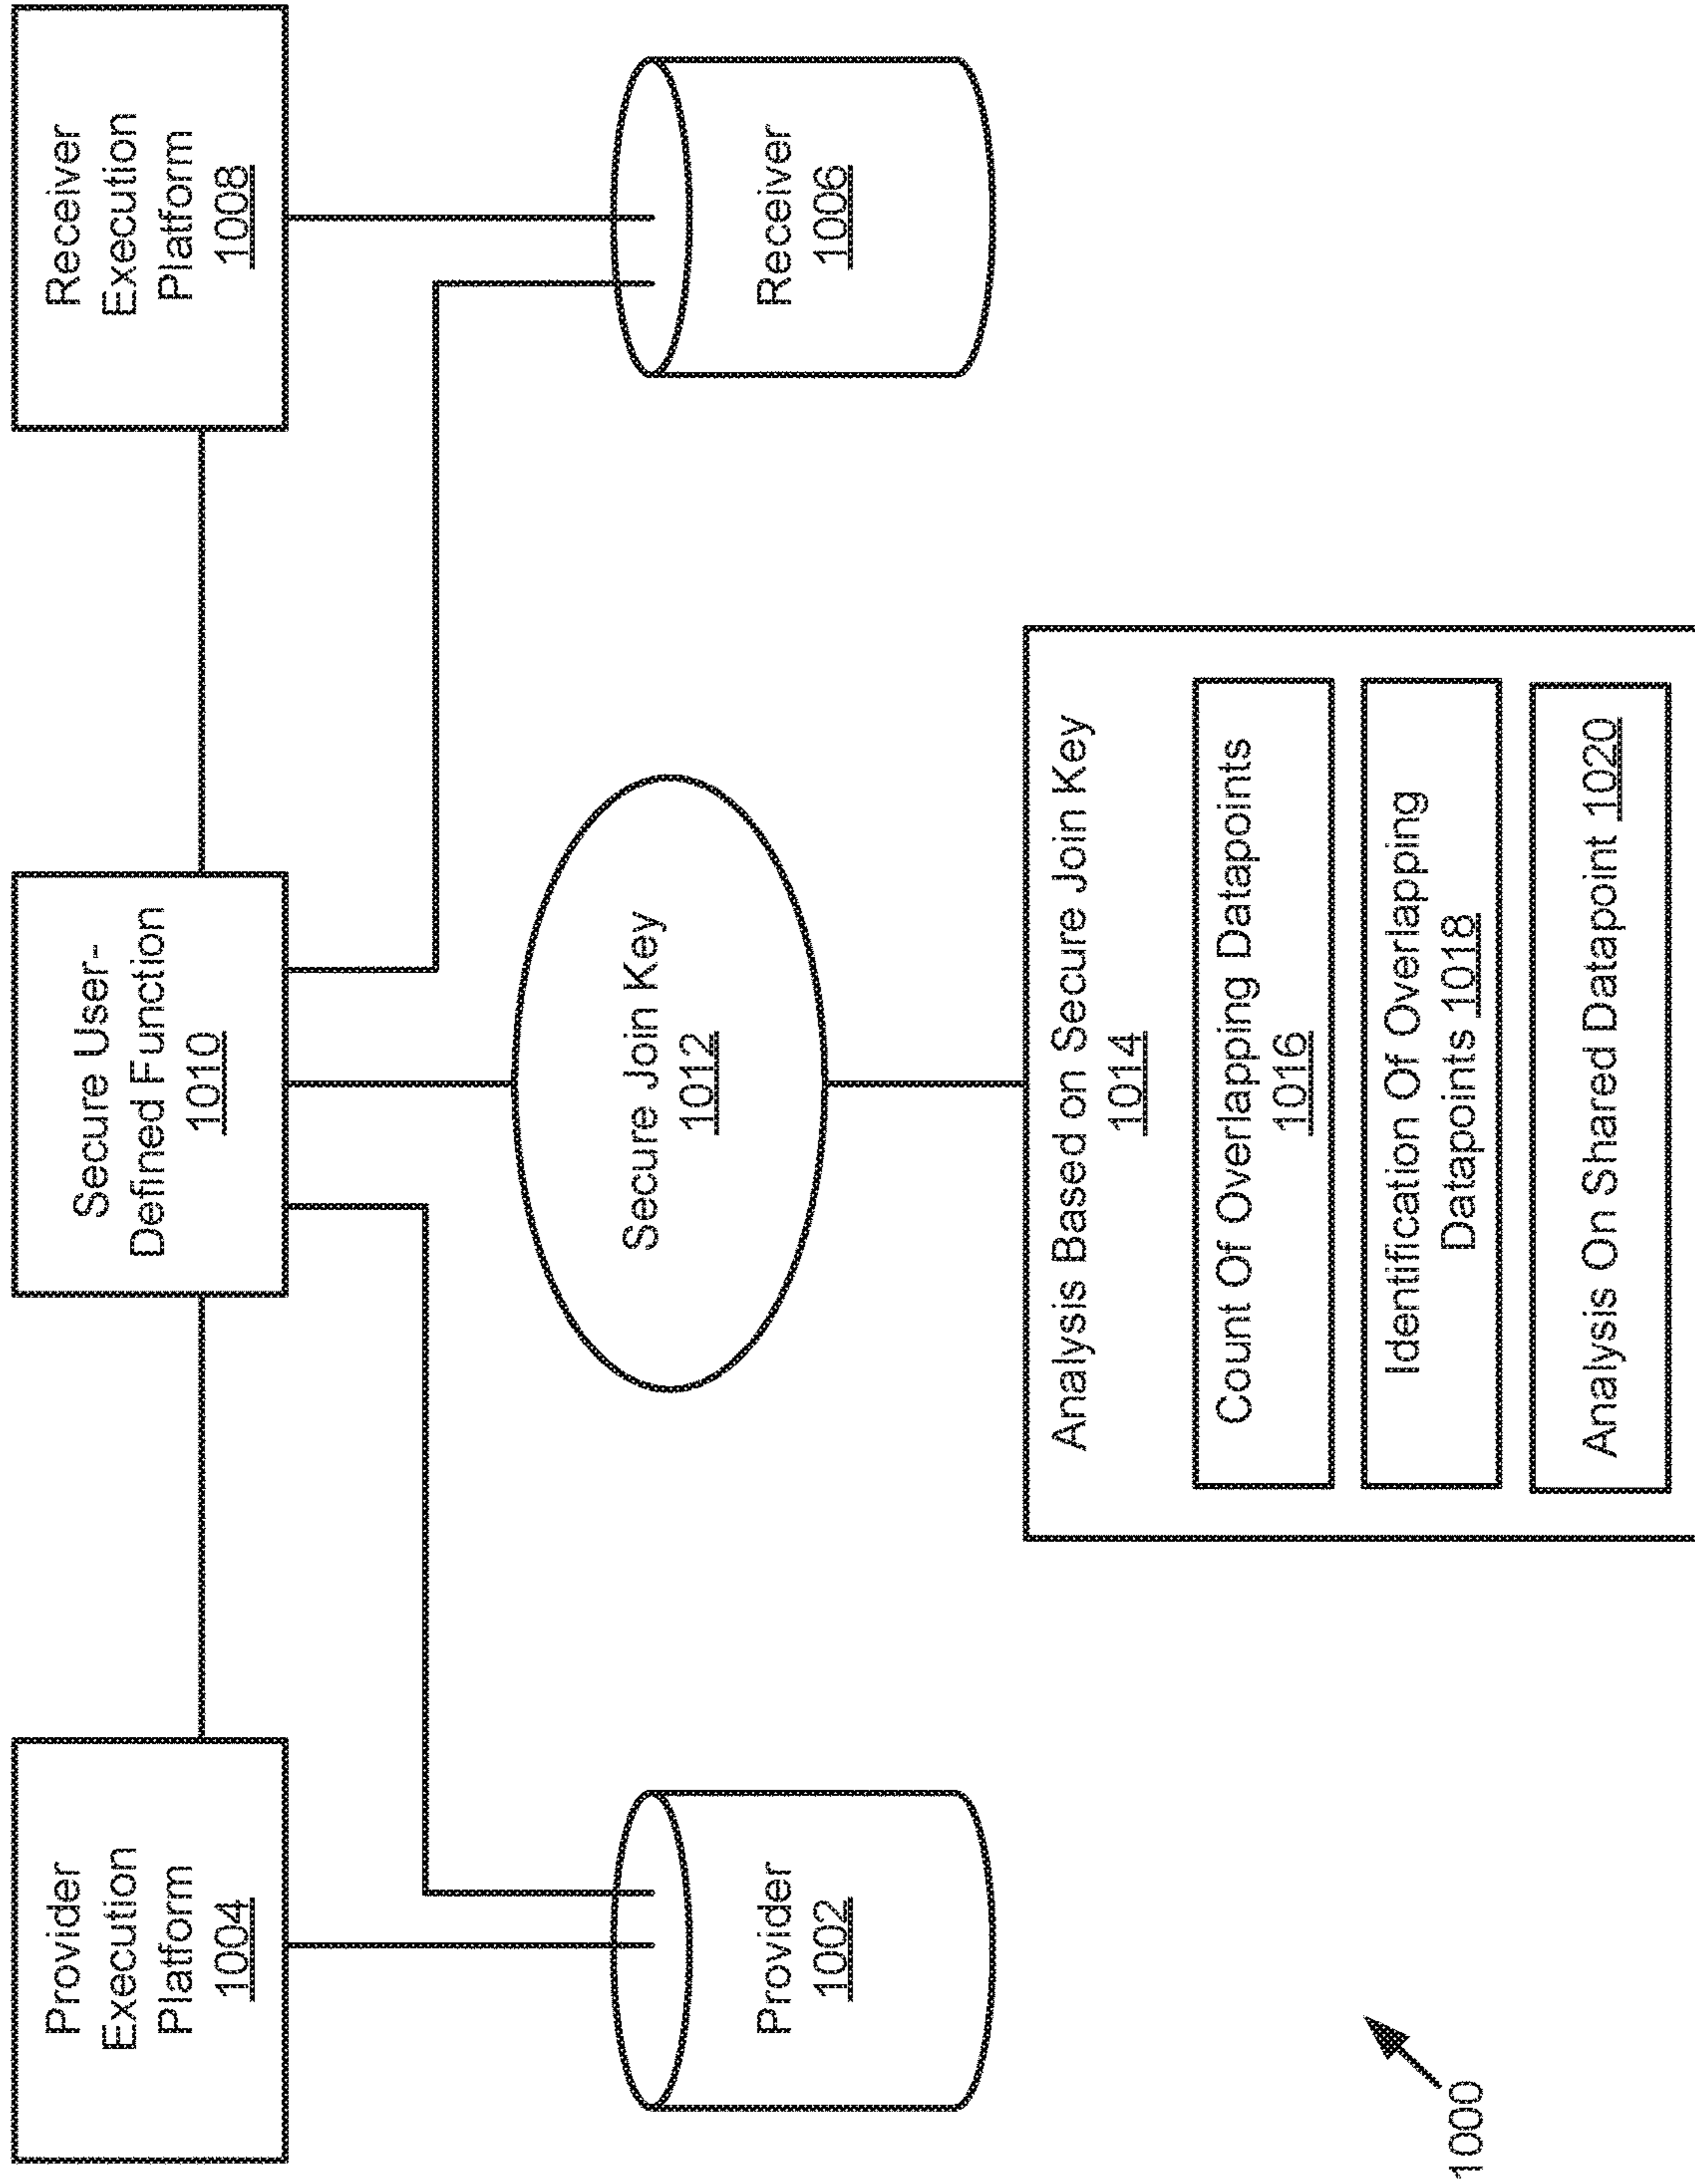 Provider
Execution
Platform
1004
Secure User-
Defined Function
1010
Receiver
Execution
Platform
1008
Provider
1002
Secure Join Key
1012
Receiver
1006
Analysis Based on Secure Join Key
1014
Count Of Overlapping Datapoints
1016
Identification Of Overlapping
Datapoints 1018
Analysis On Shared Datapoint 1020
1000